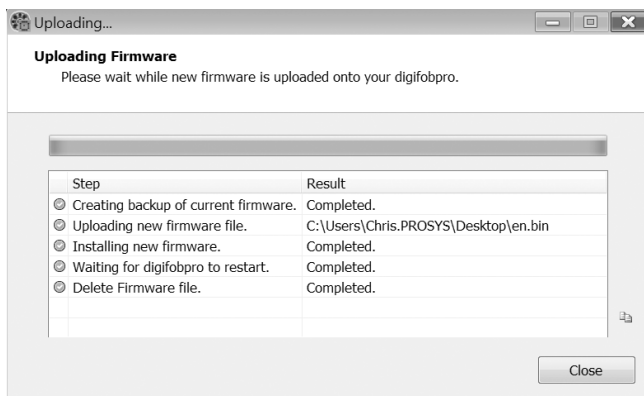 Uploading...
Uploading Firmware
Please wait while new firmware is uploaded onto your digifobpro.
Step Result
Creating backup of current firmware. Completed.
Uploading new firmware file. C:\Users\Chris.PROSYS\Desktop\en.bin
Installing new firmware. Completed.
Waiting for digifobpro to restart. Completed.
Delete Firmware file. Completed.
Close